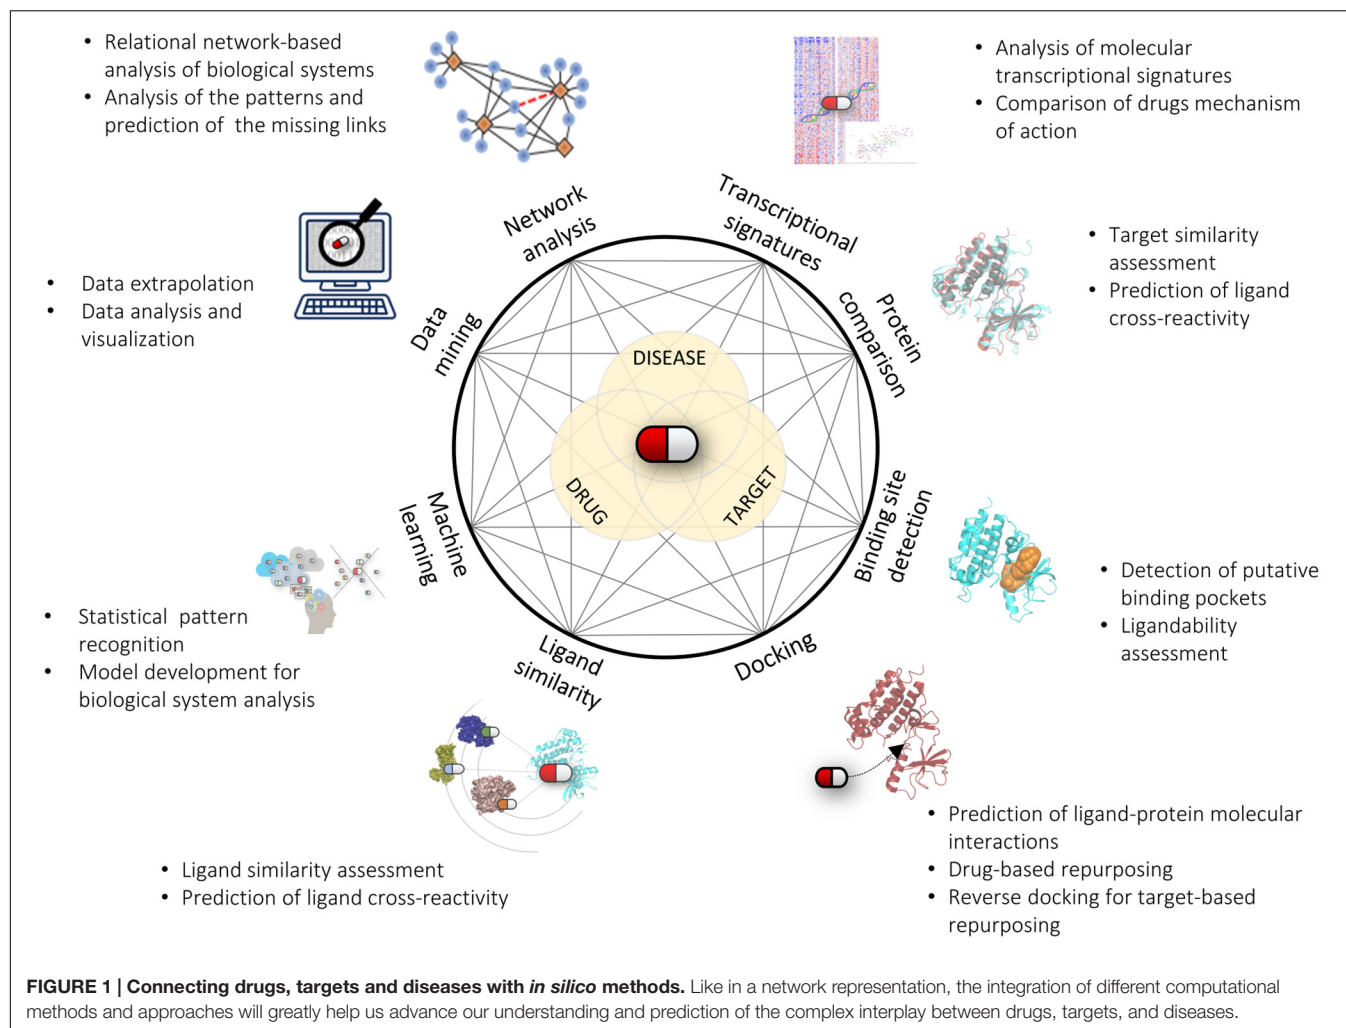 • Relational network-based
analysis of biological systems
• Analysis of the patterns and
prediction of the missing links
• Analysis of molecular
transcriptional signatures
• Comparison of drugs mechanism
of action
Network
analysis
Transcriptional
signatures
• Target similarity
assessment
• Prediction of ligand
cross-reactivity
• Data extrapolation
• Data analysis and
visualization
Data
mining
Protein
comparison
DISEASE
DRUG
TARGET
Machine
learning
Binding site
detection
• Detection of putative
binding pockets
• Ligandability
assessment
• Statistical pattern
recognition
• Model development for
biological system analysis
Ligand
similarity
Docking
• Prediction of ligand-protein molecular
interactions
• Drug-based repurposing
• Reverse docking for target-based
repurposing
• Ligand similarity assessment
• Prediction of ligand cross-reactivity
FIGURE 1 | Connecting drugs, targets and diseases with in silico methods. Like in a network representation, the integration of different computational
methods and approaches will greatly help us advance our understanding and prediction of the complex interplay between drugs, targets, and diseases.